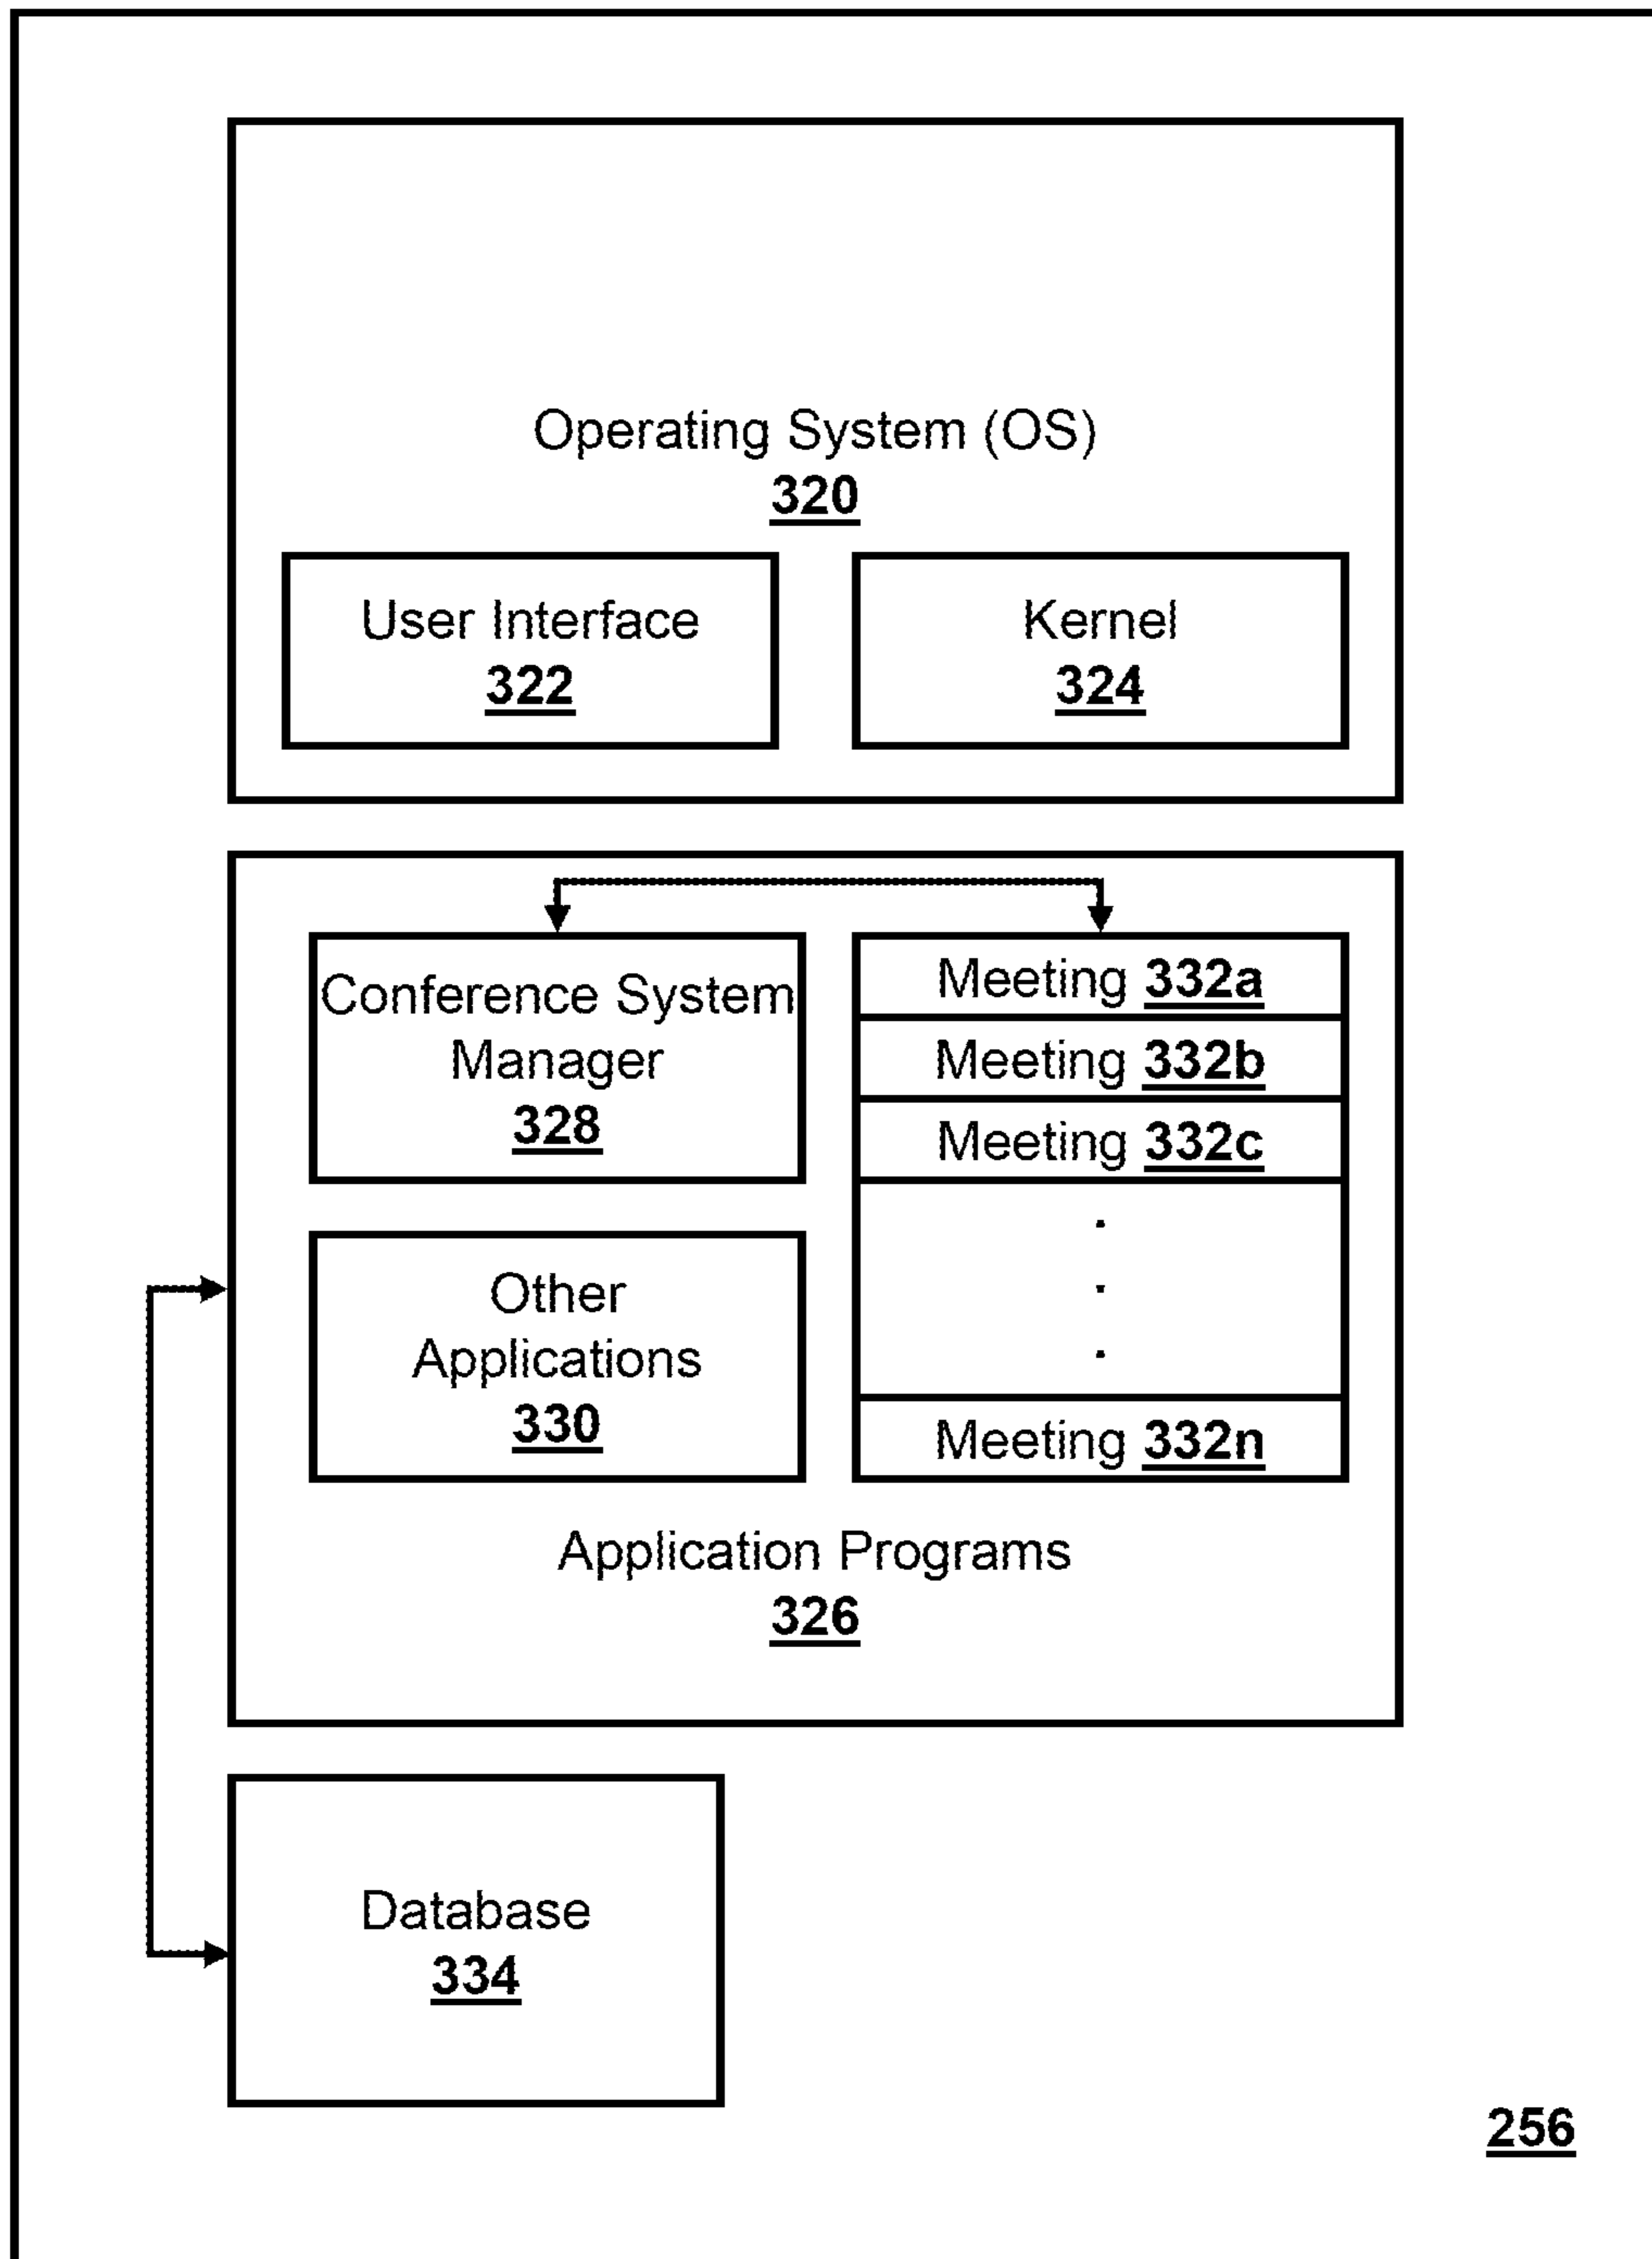 Operating System (OS)
320
User Interface
322
Kernel
324
Conference System
Manager
328
Other
Applications
330
Meeting 332a
Meeting 332b
Meeting 332c
.
.
.
Meeting 332n
Application Programs
326
Database
334
256